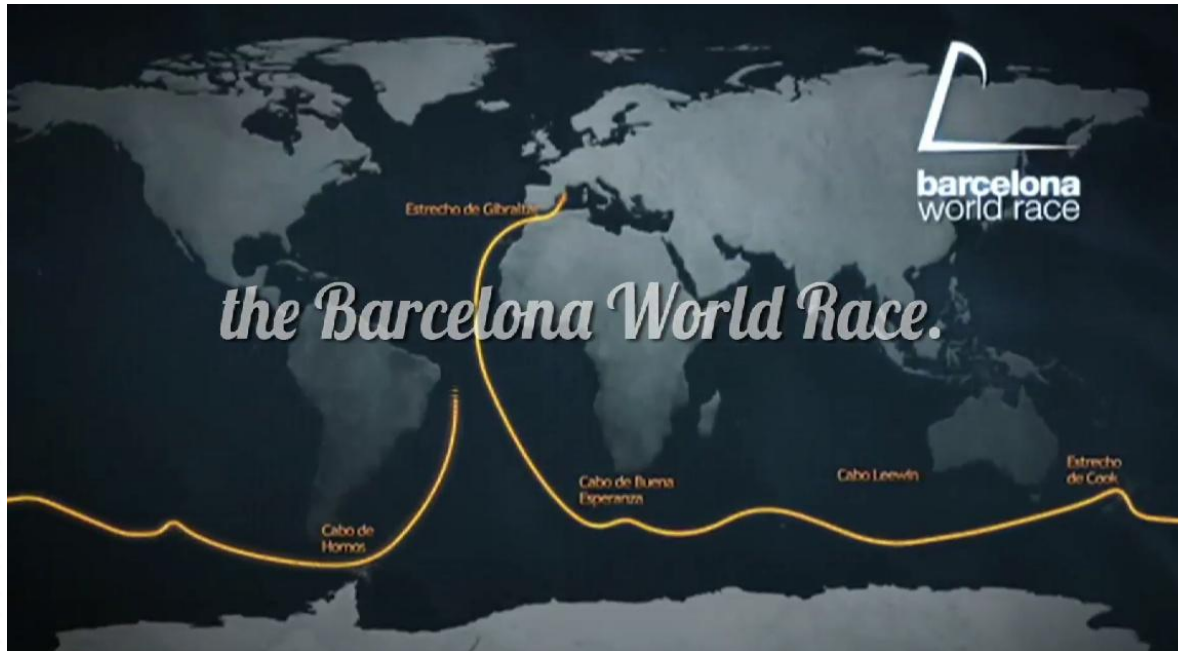 barcelona
world race
Estrecho de Gibraltar
the Barcelona World Race.
Cabo de Buena
Esperanza
Cabo Leewin
Estrecho
de Cook
Cabo de
Hornos